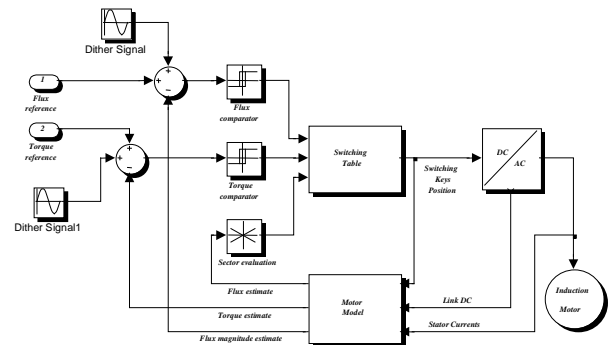 Dither Signal
1
Flux
reference
Flux
comparator
2
Torque
reference
Switching
Table
DC
AC
Switching
Keys
Position
Torque
comparator
Dither Signal1
Sector evaluation
Flux estimate
Motor
Model
Link DC
Torque estimate
Stator Currents
Flux magnitude estimate
Induction
Motor